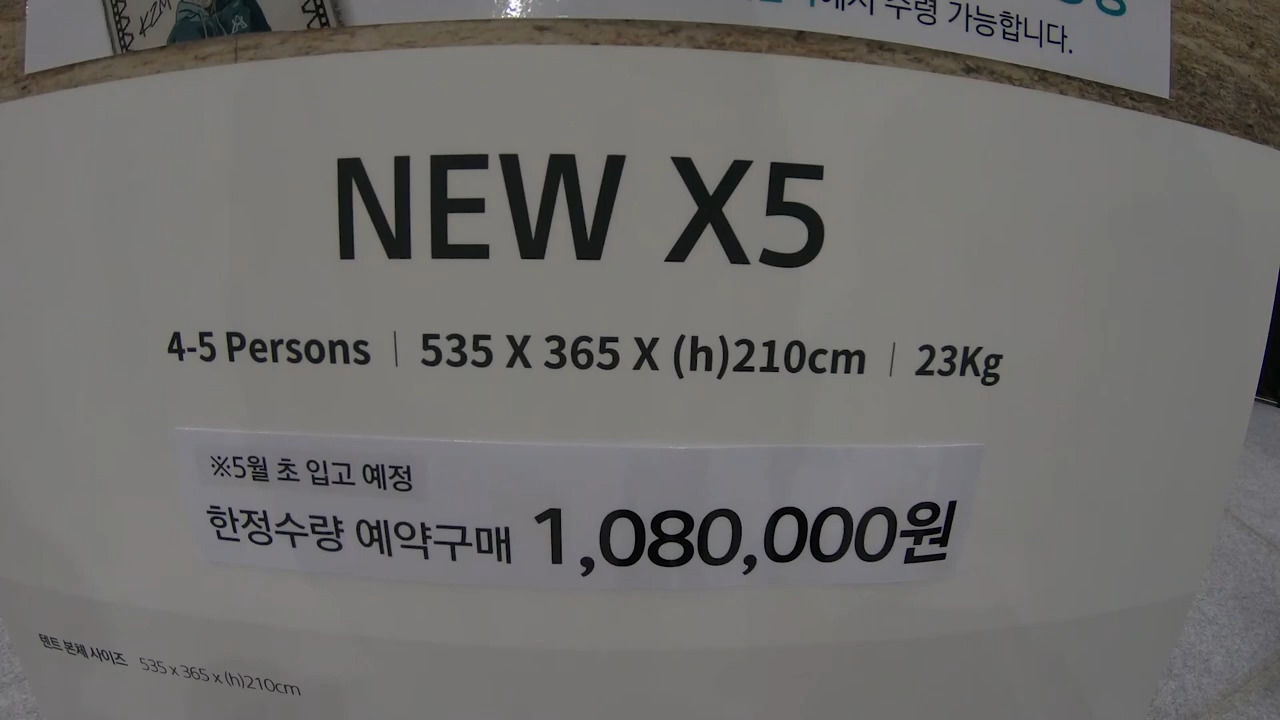 수령 가능합니다.
NEW X5
4-5 Persons | 535 X 365 X (h)210cm | 23Kg
※5월 초 입고 예정
한정수량 예약구매 1,080,000원
텐트 본체 사이즈 535 x 365 x (h)210cm